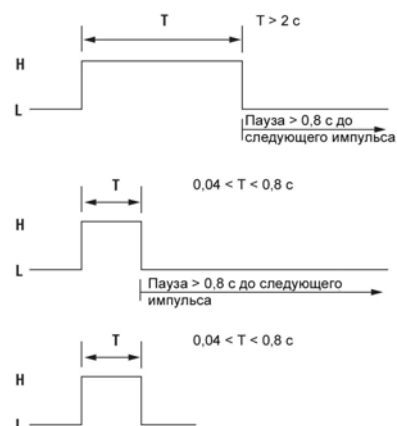 T T > 2 с
H
L
Пауза > 0,8 с до
следующего импульса
T 0,04 < T < 0,8 с
H
L
Пауза > 0,8 с до следующего
импульса
T 0,04 < T < 0,8 с
H
L